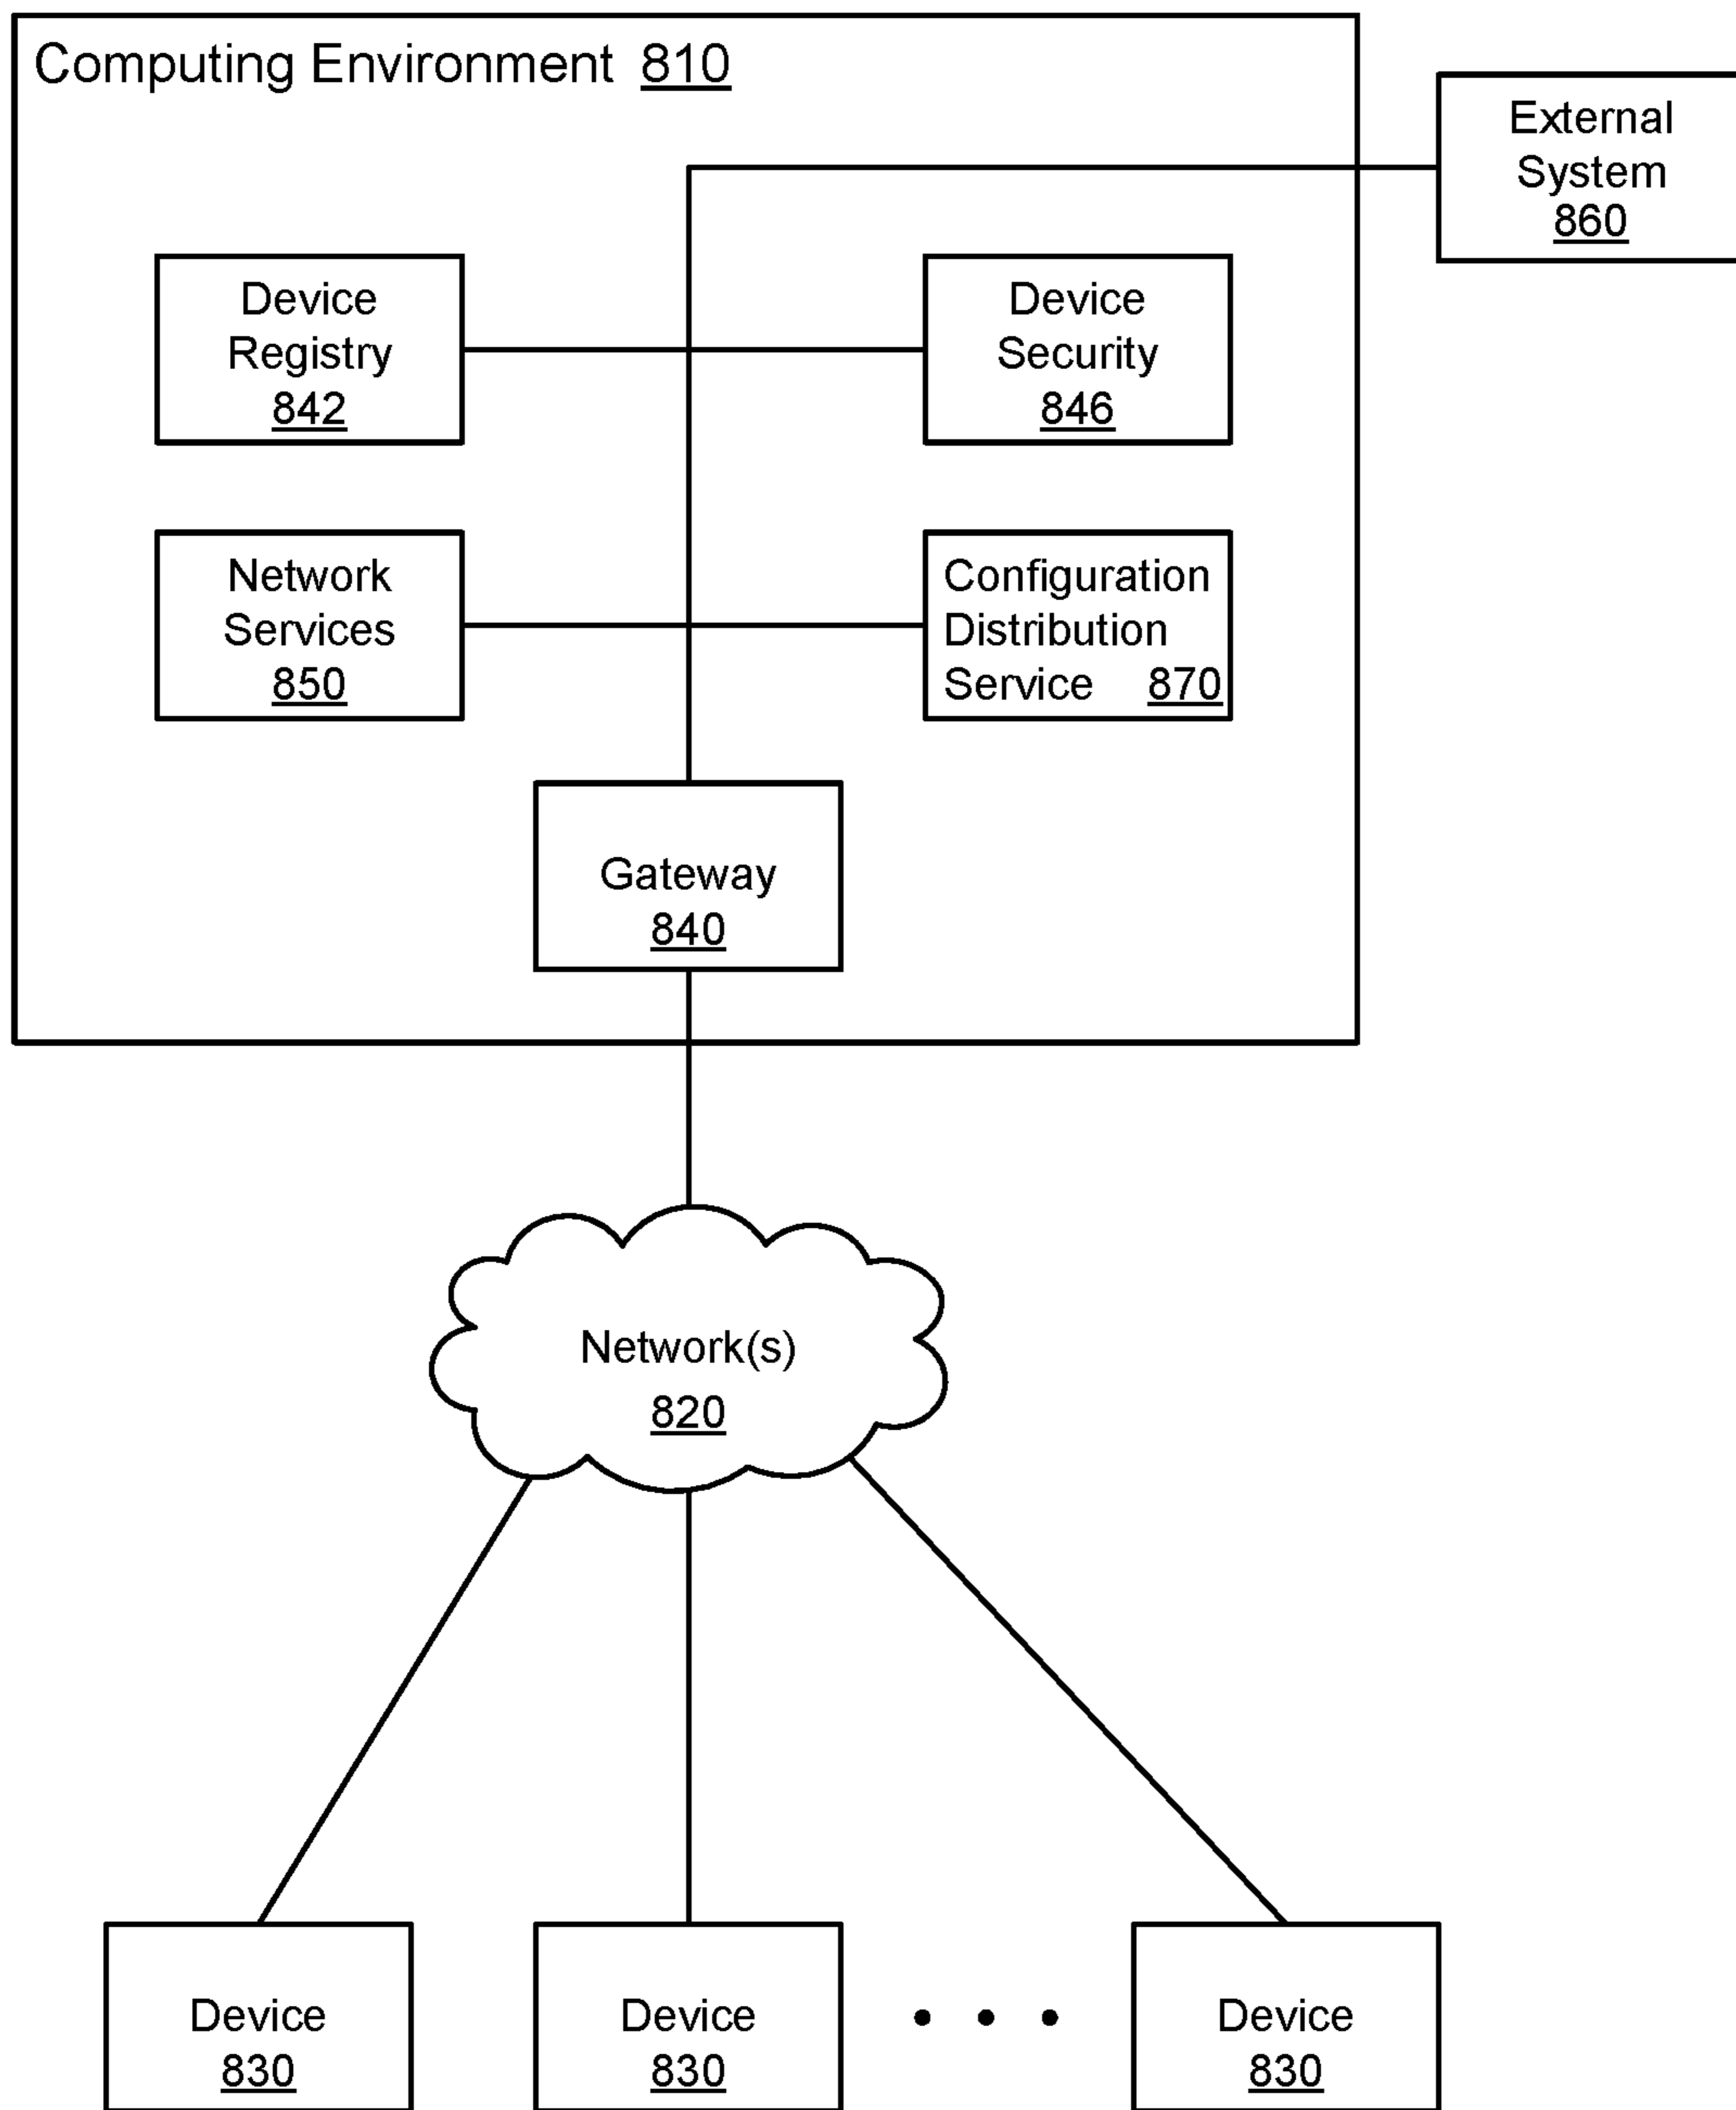 Computing Environment 810
External
System
860
Device
Registry
842
Device
Security
846
Network
Services
850
Configuration
Distribution
Service 870
Gateway
840
Network(s)
820
Device
830
Device
830
Device
830